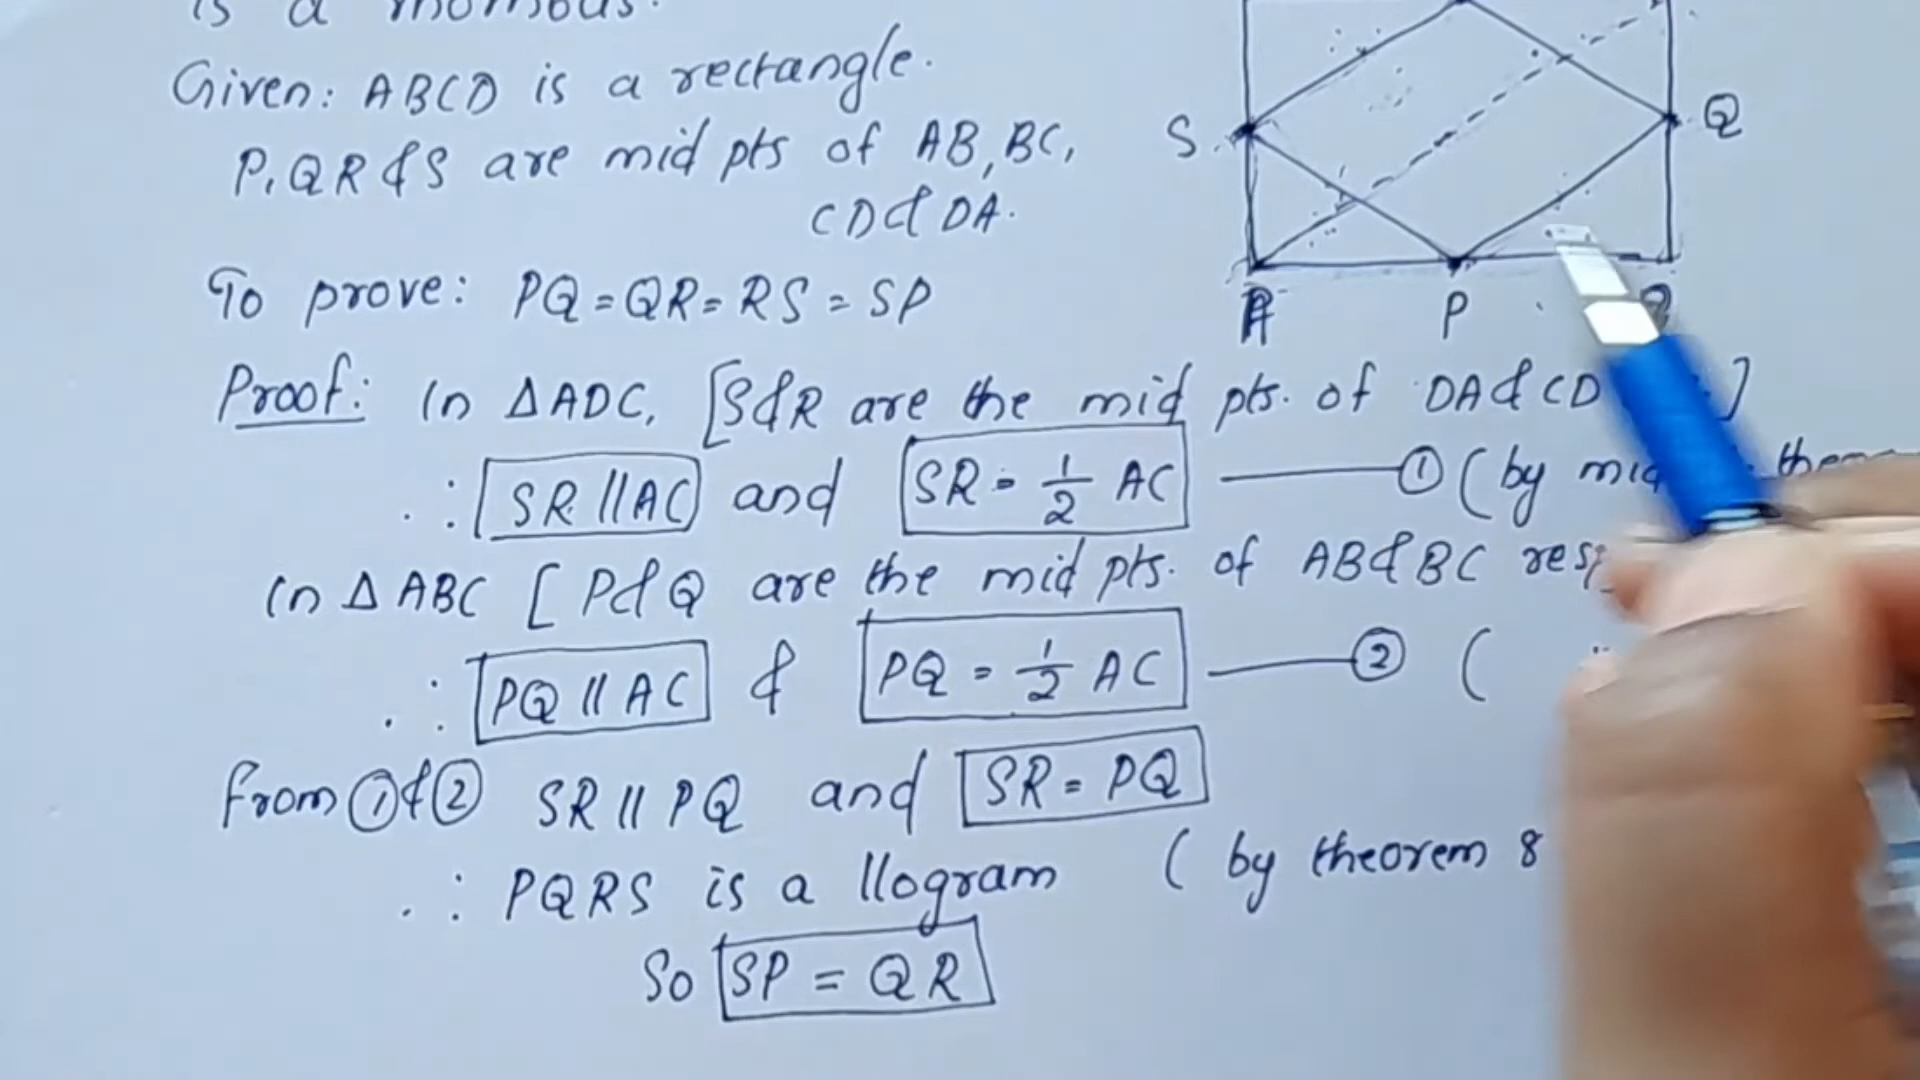 is a rhombus.
Given: ABCD is a rectangle.
P, Q R & S are mid pts of AB, BC,
CD & DA.
S
Q
A
P
To prove: PQ = QR = RS = SP
Proof: In ΔADC, [S & R are the mid pts. of DA & CD ]
∴ SR || AC and SR = 1/2 AC ——— ① (by
In ΔABC [ P & Q are the mid pts. of AB & BC
∴ PQ || AC & PQ = 1/2 AC ——— ② (
From ① & ② SR || PQ and SR = PQ
∴ PQRS is a ||ogram ( by theorem 8
So SP = QR